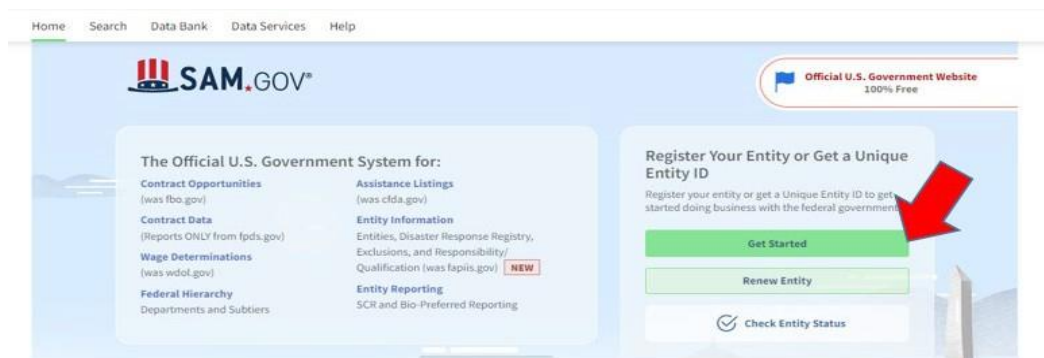 Home Search Data Bank Data Services Help
SAM.GOV®
Official U.S. Government Website
100% Free
The Official U.S. Government System for:
Contract Opportunities
(was fbo.gov)
Contract Data
(Reports ONLY from fpds.gov)
Wage Determinations
(was wdol.gov)
Federal Hierarchy
Departments and Subtiers
Assistance Listings
(was cfda.gov)
Entity Information
Entities, Disaster Response Registry,
Exclusions, and Responsibility/
Qualification (was fapiis.gov) NEW
Entity Reporting
SCR and Bio-Preferred Reporting
Register Your Entity or Get a Unique
Entity ID
Register your entity or get a Unique Entity ID to get
started doing business with the federal government
Get Started
Renew Entity
Check Entity Status